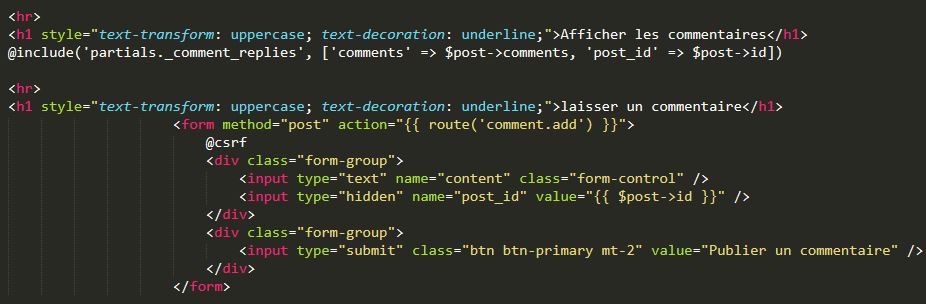 <hr>
<h1 style="text-transform: uppercase; text-decoration: underline;">Afficher les commentaires</h1>
@include('partials._comment_replies', ['comments' => $post->comments, 'post_id' => $post->id])
<hr>
<h1 style="text-transform: uppercase; text-decoration: underline;">laisser un commentaire</h1>
<form method="post" action="{{ route('comment.add') }}">
@csrf
<div class="form-group">
<input type="text" name="content" class="form-control" />
<input type="hidden" name="post_id" value="{{ $post->id }}" />
</div>
<div class="form-group">
<input type="submit" class="btn btn-primary mt-2" value="Publier un commentaire" />
</div>
</form>